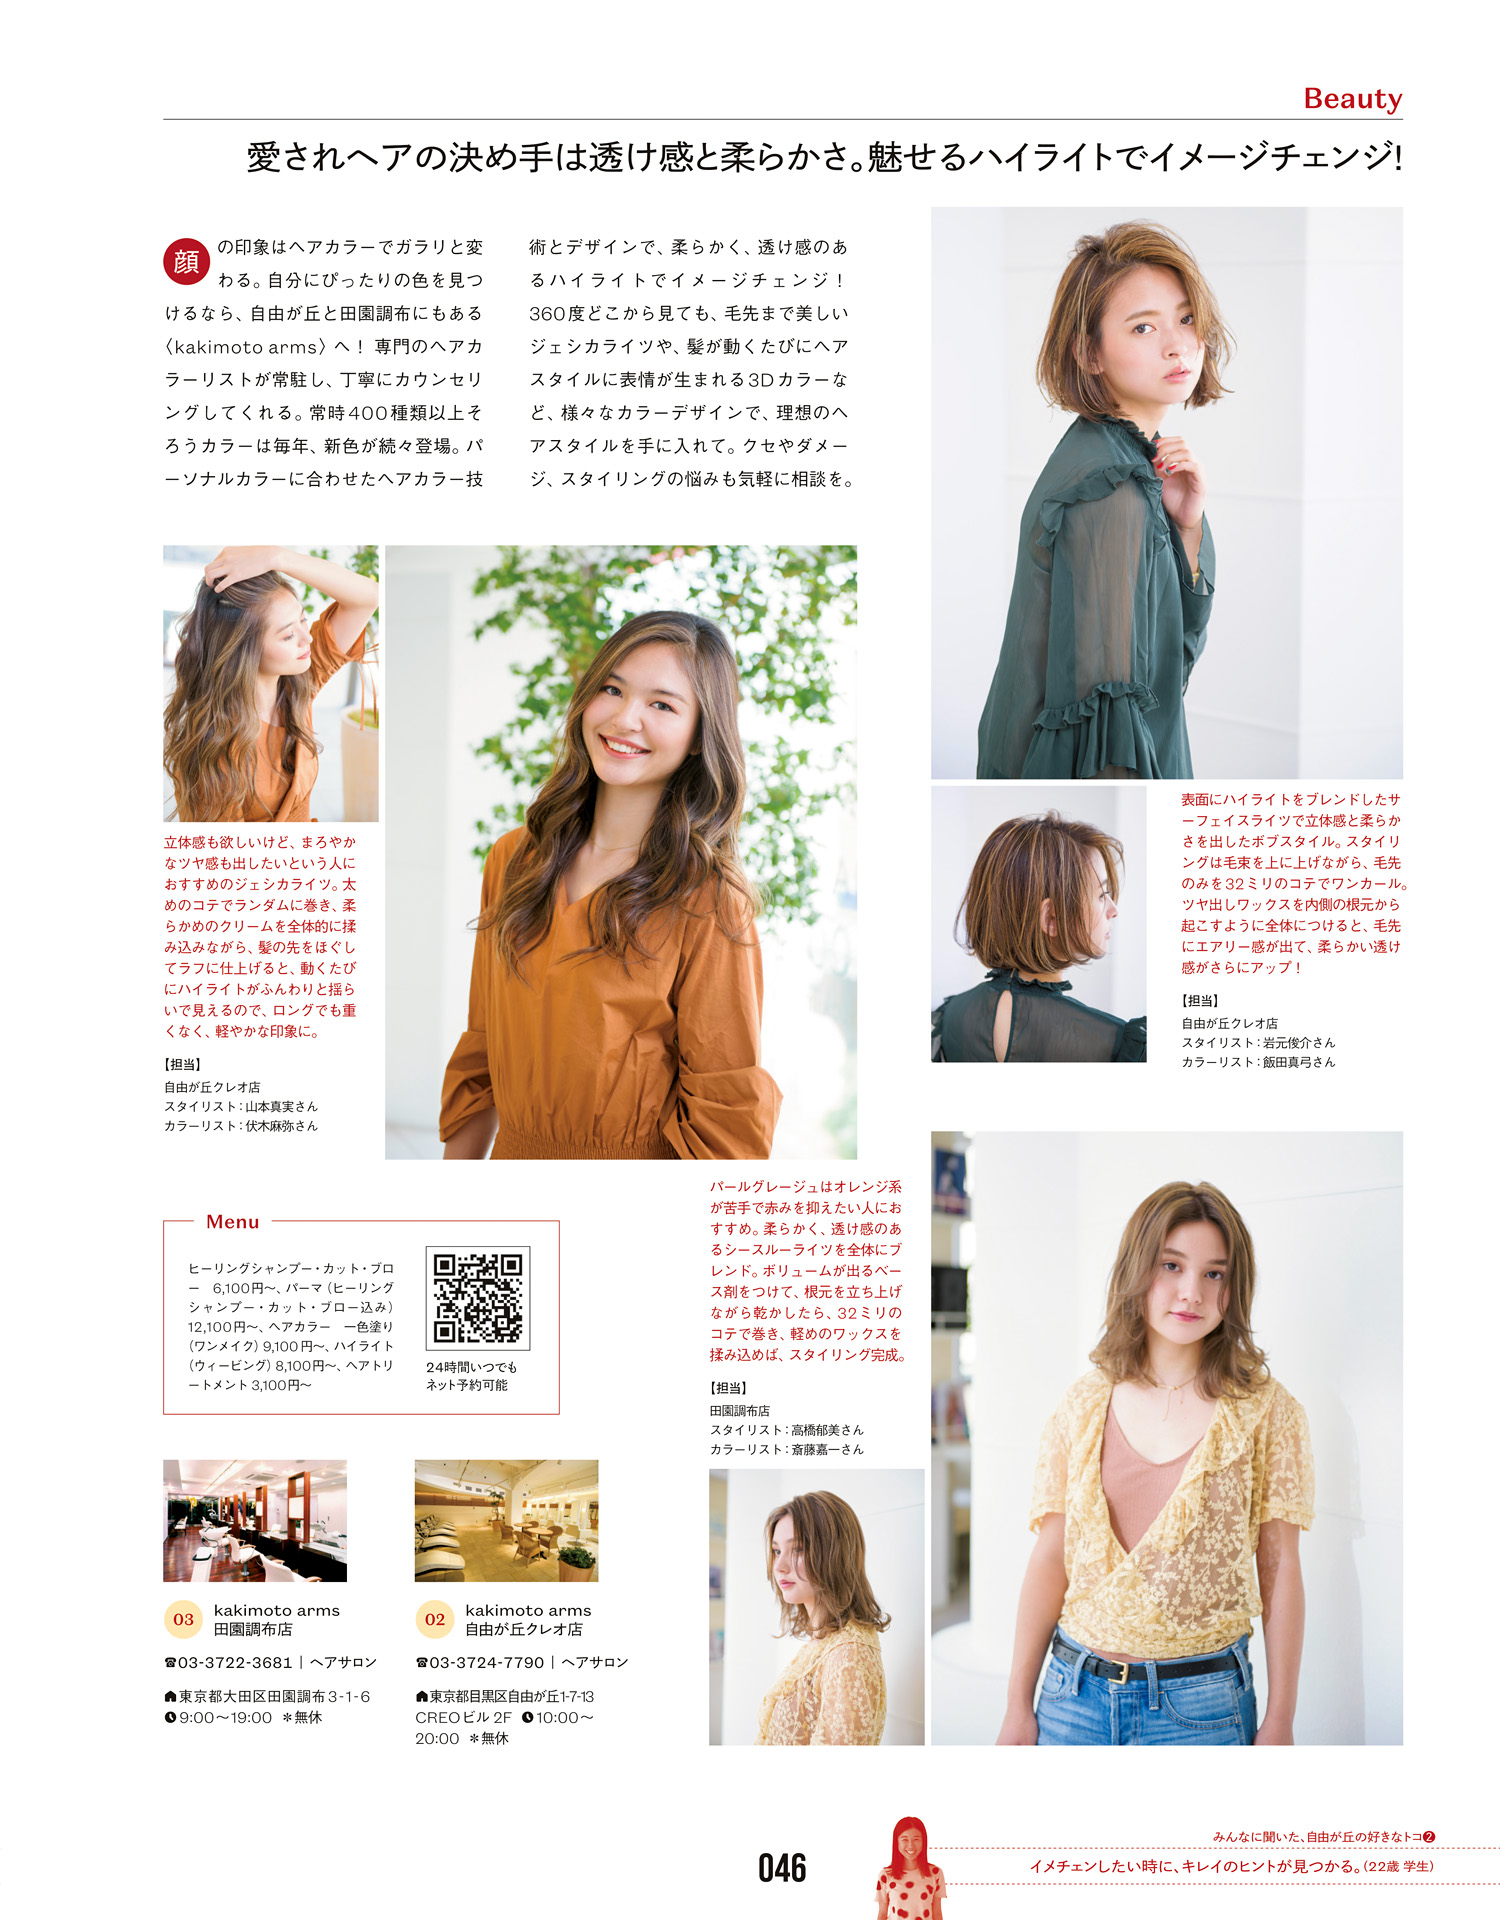 Beauty
愛されヘアの決め手は透け感と柔らかさ。魅せるハイライトでイメージチェンジ!
顔の印象はヘアカラーでガラリと変
わる。自分にぴったりの色を見つ
けるなら、自由が丘と田園調布にもある
〈kakimoto arms〉へ！ 専門のヘアカ
ラーリストが常駐し、丁寧にカウンセリ
ングしてくれる。常時400種類以上そ
ろうカラーは毎年、新色が続々登場。パ
ーソナルカラーに合わせたヘアカラー技
術とデザインで、柔らかく、透け感のあ
るハイライトでイメージチェンジ！
360度どこから見ても、毛先まで美しい
ジェシカライツや、髪が動くたびにヘア
スタイルに表情が生まれる3Dカラーな
ど、様々なカラーデザインで、理想のヘ
アスタイルを手に入れて。クセやダメー
ジ、スタイリングの悩みも気軽に相談を。
立体感も欲しいけど、まろやか
なツヤ感も出したいという人に
おすすめのジェシカライツ。太
めのコテでランダムに巻き、柔
らかめのクリームを全体的に揉
み込みながら、髪の先をほぐし
てラフに仕上げると、動くたび
にハイライトがふんわりと揺ら
いで見えるので、ロングでも重
くなく、軽やかな印象に。
【担当】
自由が丘クレオ店
スタイリスト：山本真実さん
カラーリスト：伏木麻弥さん
表面にハイライトをブレンドしたサ
ーフェイスライツで立体感と柔らか
さを出したボブスタイル。スタイリ
ングは毛束を上に上げながら、毛先
のみを32ミリのコテでワンカール。
ツヤ出しワックスを内側の根元から
起こすように全体につけると、毛先
にエアリー感が出て、柔らかい透け
感がさらにアップ！
【担当】
自由が丘クレオ店
スタイリスト：岩元俊介さん
カラーリスト：飯田真弓さん
パールグレージュはオレンジ系
が苦手で赤みを抑えたい人にお
すすめ。柔らかく、透け感のあ
るシースルーライツを全体にブ
レンド。ボリュームが出るベー
ス剤をつけて、根元を立ち上げ
ながら乾かしたら、32ミリの
コテで巻き、軽めのワックスを
揉み込めば、スタイリング完成。
【担当】
田園調布店
スタイリスト：高橋郁美さん
カラーリスト：斎藤嘉一さん
Menu
ヒーリングシャンプー・カット・ブロ
ー　6,100円〜、パーマ（ヒーリング
シャンプー・カット・ブロー込み）
12,100円〜、ヘアカラー　一色塗り
（ワンメイク）9,100円〜、ハイライト
（ウィービング）8,100円〜、ヘアトリ
ートメント3,100円〜
24時間いつでも
ネット予約可能
03
kakimoto arms
田園調布店
☎03-3722-3681｜ヘアサロン
東京都大田区田園調布3-1-6
9:00〜19:00 ＊無休
02
kakimoto arms
自由が丘クレオ店
☎03-3724-7790｜ヘアサロン
東京都目黒区自由が丘1-7-13
CREOビル2F 10:00〜
20:00 ＊無休
046
みんなに聞いた、自由が丘の好きなトコ❷
イメチェンしたい時に、キレイのヒントが見つかる。（22歳 学生）